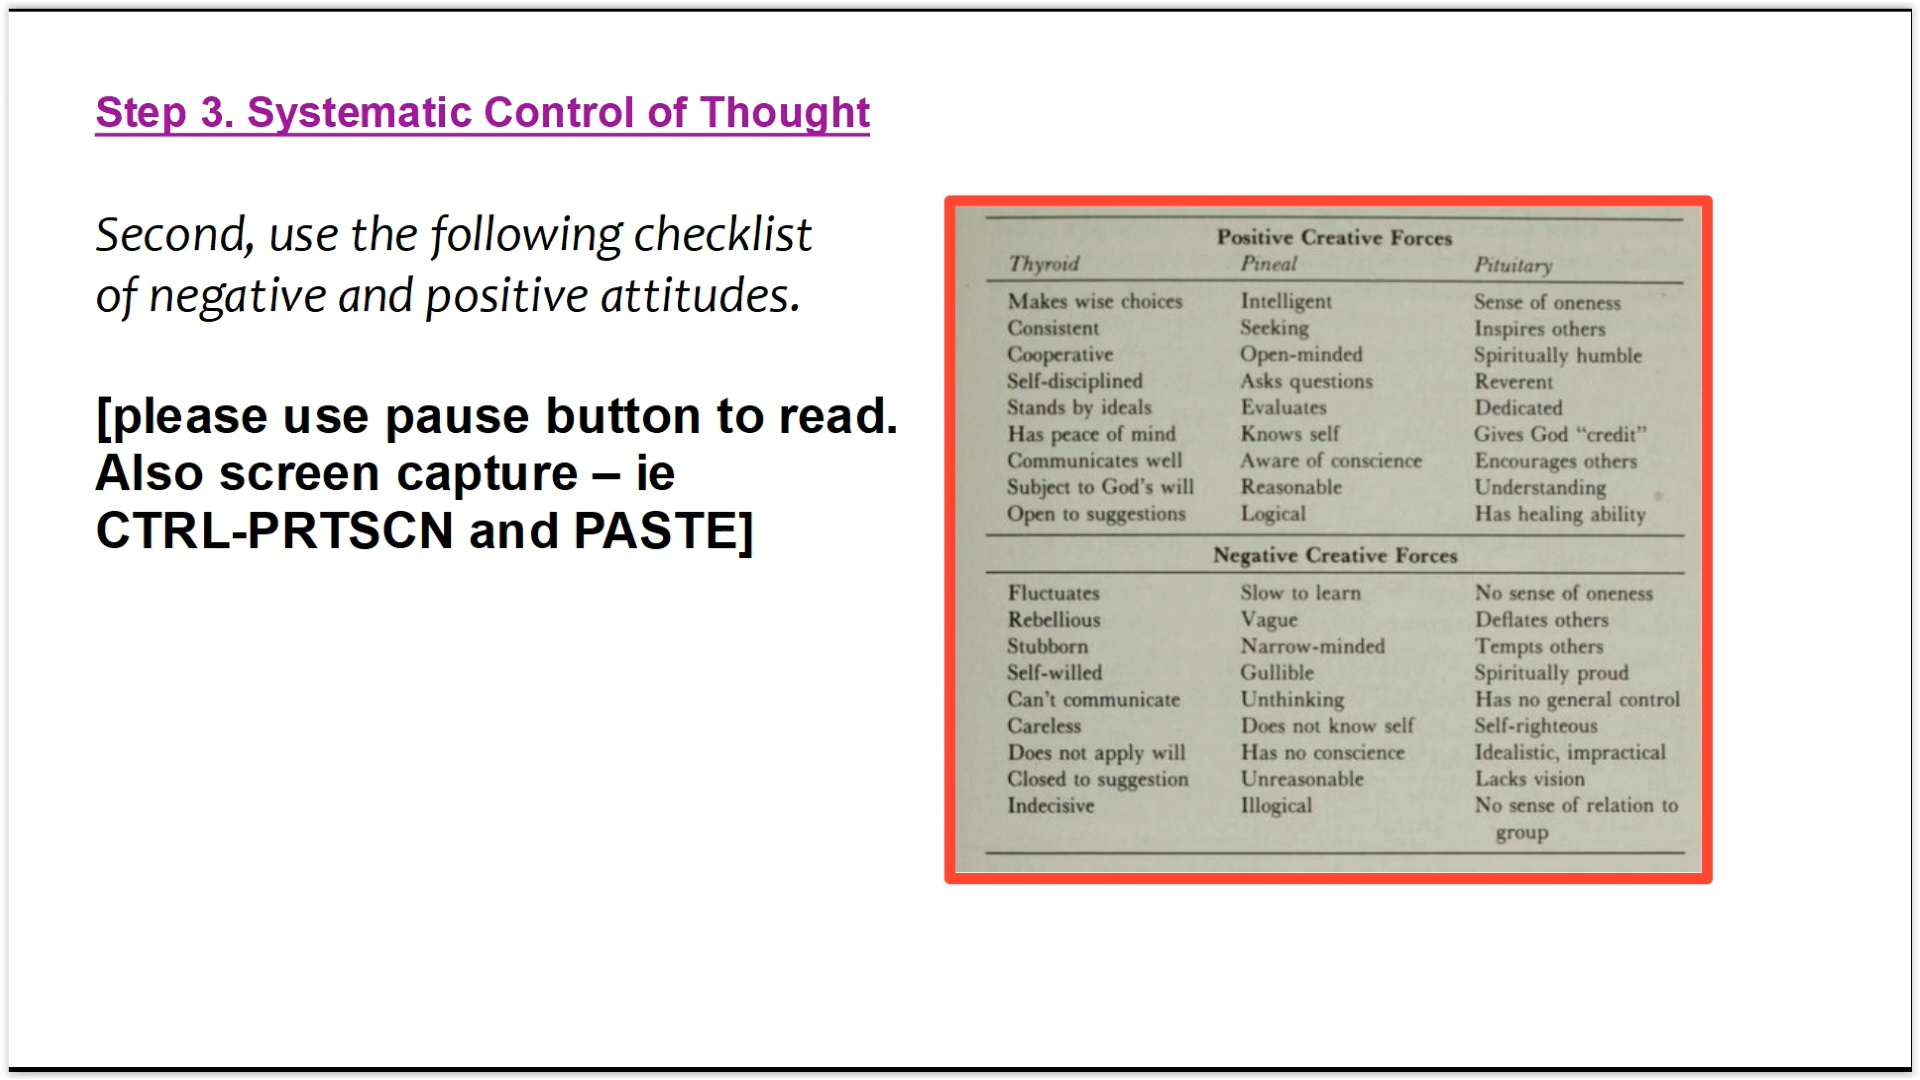 Step 3. Systematic Control of Thought
Second, use the following checklist
of negative and positive attitudes.
[please use pause button to read.
Also screen capture – ie
CTRL-PRTSCN and PASTE]
Positive Creative Forces
Thyroid Pineal Pituitary
Makes wise choices Intelligent Sense of oneness
Consistent Seeking Inspires others
Cooperative Open-minded Spiritually humble
Self-disciplined Asks questions Reverent
Stands by ideals Evaluates Dedicated
Has peace of mind Knows self Gives God “credit”
Communicates well Aware of conscience Encourages others
Subject to God’s will Reasonable Understanding
Open to suggestions Logical Has healing ability
Negative Creative Forces
Fluctuates Slow to learn No sense of oneness
Rebellious Vague Deflates others
Stubborn Narrow-minded Tempts others
Self-willed Gullible Spiritually proud
Can’t communicate Unthinking Has no general control
Careless Does not know self Self-righteous
Does not apply will Has no conscience Idealistic, impractical
Closed to suggestion Unreasonable Lacks vision
Indecisive Illogical No sense of relation to
group